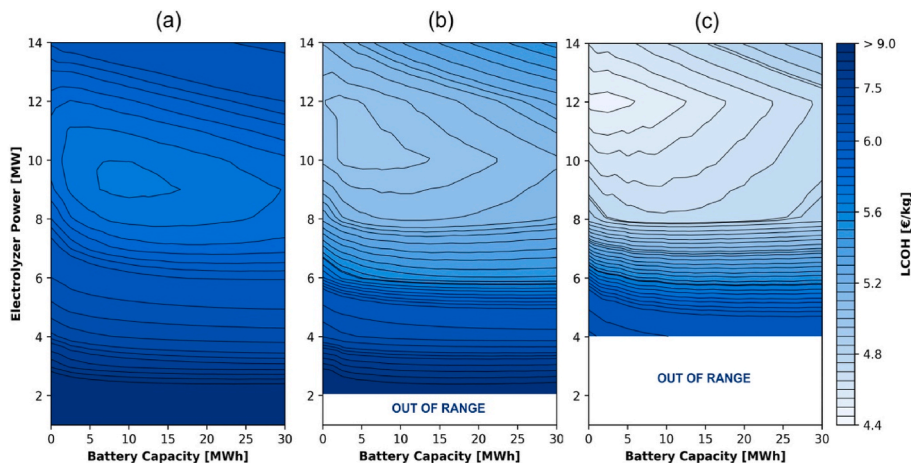 (a) (b) (c)
14 14 14 > 9.0
12 12 12 7.5
10 10 10 6.0
8 8 8 5.6
6 6 6 5.2
4 4 4 4.8
2 2 2 4.4
Electrolyzer Power [MW]
LCOH [€/kg]
OUT OF RANGE
OUT OF RANGE
0 5 10 15 20 25 30 0 5 10 15 20 25 30 0 5 10 15 20 25 30
Battery Capacity [MWh] Battery Capacity [MWh] Battery Capacity [MWh]